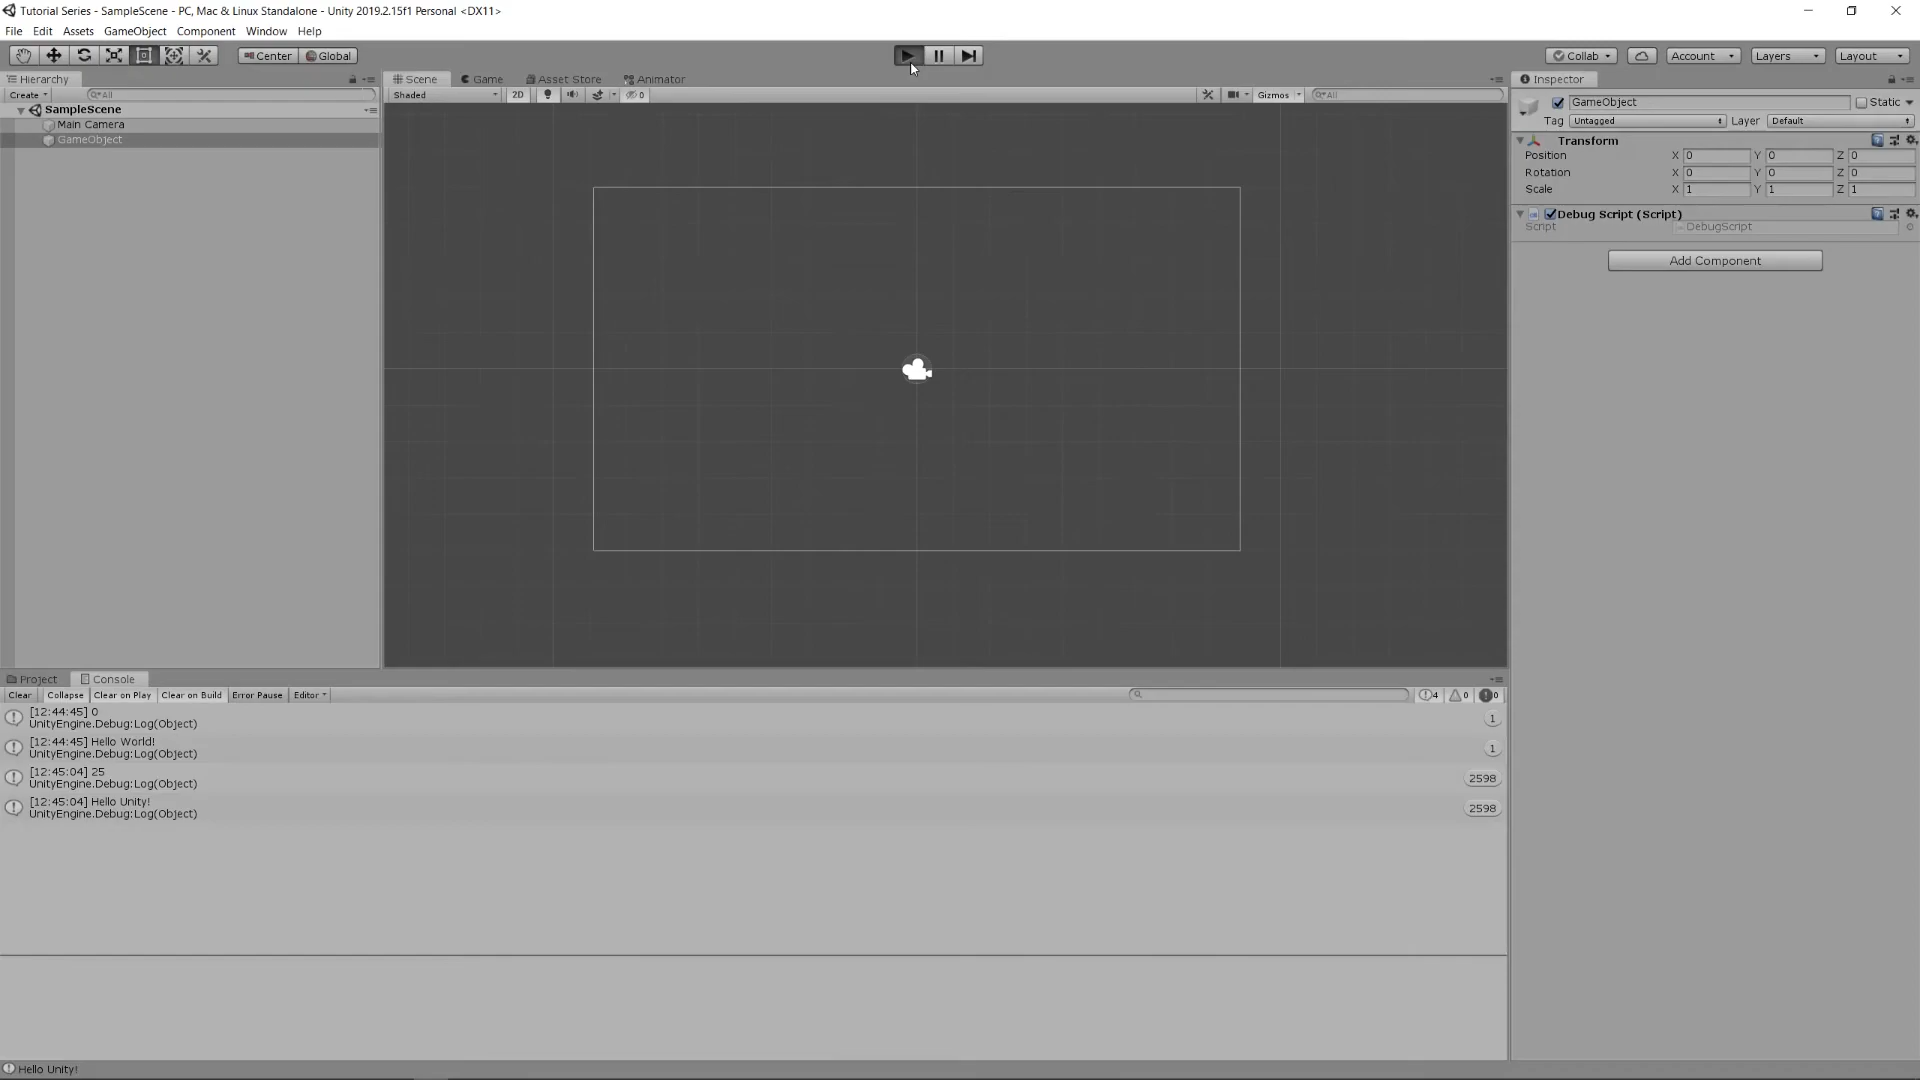 Tutorial Series - SampleScene - PC, Mac & Linux Standalone - Unity 2019.2.15f1 Personal <DX11>
File Edit Assets GameObject Component Window Help
Center Global Collab Account Layers Layout
Hierarchy
Create All
SampleScene
Main Camera
GameObject
Scene Game Asset Store Animator
Shaded 2D 0 Gizmos All
Inspector
GameObject Static
Tag Untagged Layer Default
Transform
Position X 0 Y 0 Z 0
Rotation X 0 Y 0 Z 0
Scale X 1 Y 1 Z 1
Debug Script (Script)
Script DebugScript
Add Component
Project Console
Clear Collapse Clear on Play Clear on Build Error Pause Editor 4 0 0
[12:44:45] 0
UnityEngine.Debug:Log(Object)
1
[12:44:45] Hello World!
UnityEngine.Debug:Log(Object)
1
[12:45:04] 25
UnityEngine.Debug:Log(Object)
2598
[12:45:04] Hello Unity!
UnityEngine.Debug:Log(Object)
2598
Hello Unity!